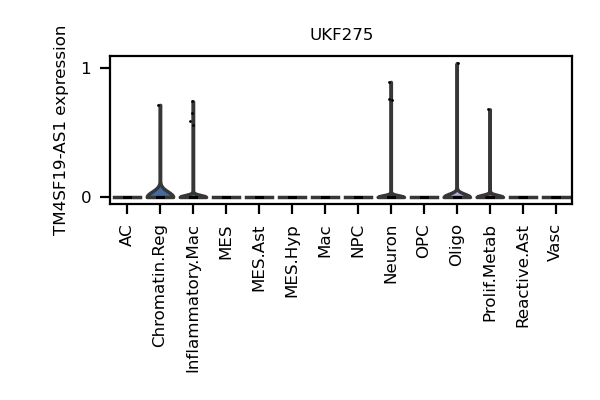 UKF275
TM4SF19-AS1 expression
1
0
AC
Chromatin.Reg
Inflammatory.Mac
MES
MES.Ast
MES.Hyp
Mac
NPC
Neuron
OPC
Oligo
Prolif.Metab
Reactive.Ast
Vasc